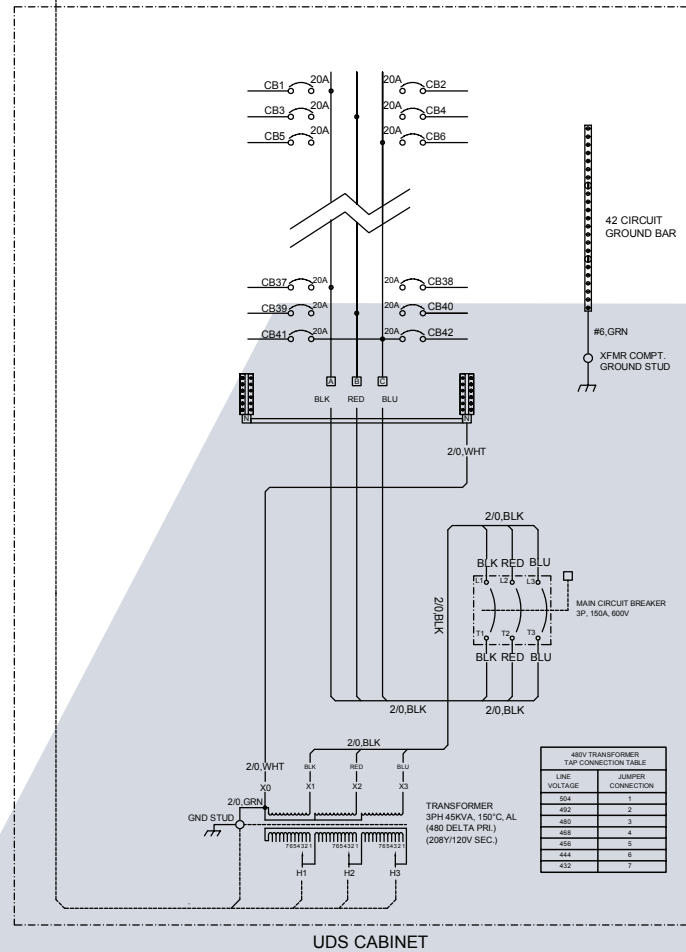 CB1 20A 20A CB2
CB3 20A 20A CB4
CB5 20A 20A CB6
42 CIRCUIT
GROUND BAR
CB37 20A 20A CB38
CB39 20A 20A CB40
CB41 20A 20A CB42
#6,GRN
XFMR COMPT.
GROUND STUD
A B C
BLK RED BLU
N N
2/0,WHT
2/0,BLK
BLK RED BLU
L1 L2 L3
2/0,BLK
MAIN CIRCUIT BREAKER
3P, 150A, 600V
T1 T2 T3
BLK RED BLU
2/0,BLK 2/0,BLK
2/0,BLK
2/0,WHT BLK RED BLU
X0 X1 X2 X3
2/0,GRN
GND STUD
TRANSFORMER
3PH 45KVA, 150°C, AL
(480 DELTA PRI.)
(208Y/120V SEC.)
7654321 7654321 7654321
H1 H2 H3
480V TRANSFORMER
TAP CONNECTION TABLE
LINE VOLTAGE JUMPER CONNECTION
504 1
492 2
480 3
468 4
456 5
444 6
432 7
UDS CABINET